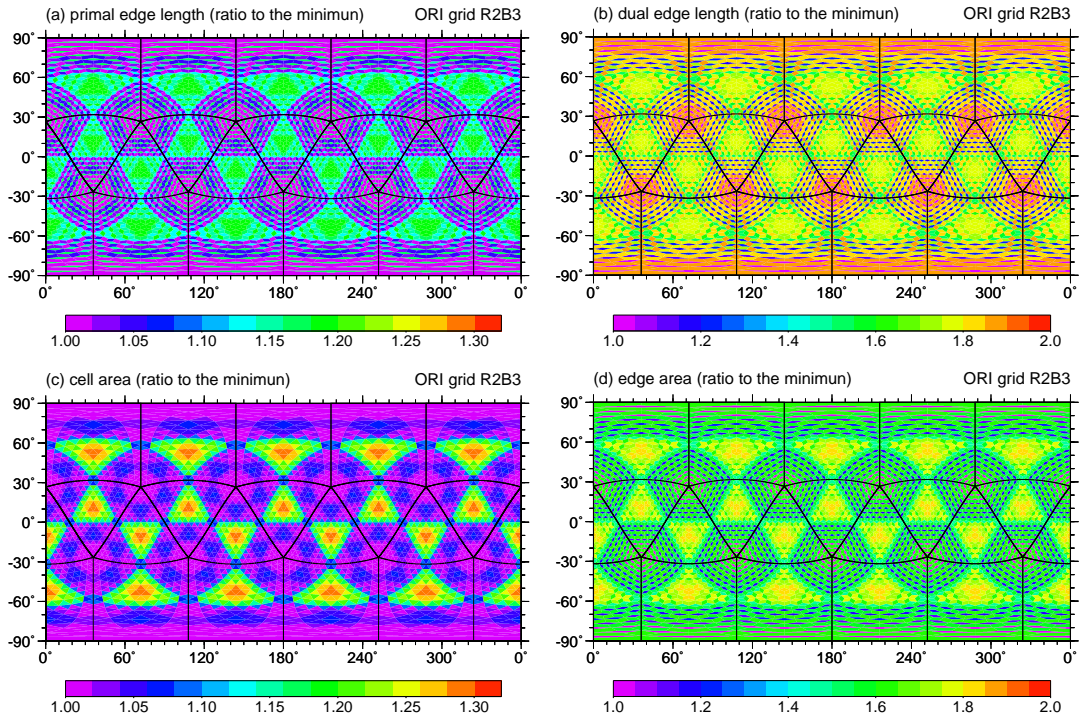 (a) primal edge length (ratio to the minimun) ORI grid R2B3
90˚
60˚
30˚
0˚
-30˚
-60˚
-90˚
0˚ 60˚ 120˚ 180˚ 240˚ 300˚ 0˚
1.00 1.05 1.10 1.15 1.20 1.25 1.30
(b) dual edge length (ratio to the minimun) ORI grid R2B3
90˚
60˚
30˚
0˚
-30˚
-60˚
-90˚
0˚ 60˚ 120˚ 180˚ 240˚ 300˚ 0˚
1.0 1.2 1.4 1.6 1.8 2.0
(c) cell area (ratio to the minimun) ORI grid R2B3
90˚
60˚
30˚
0˚
-30˚
-60˚
-90˚
0˚ 60˚ 120˚ 180˚ 240˚ 300˚ 0˚
1.00 1.05 1.10 1.15 1.20 1.25 1.30
(d) edge area (ratio to the minimun) ORI grid R2B3
90˚
60˚
30˚
0˚
-30˚
-60˚
-90˚
0˚ 60˚ 120˚ 180˚ 240˚ 300˚ 0˚
1.0 1.2 1.4 1.6 1.8 2.0